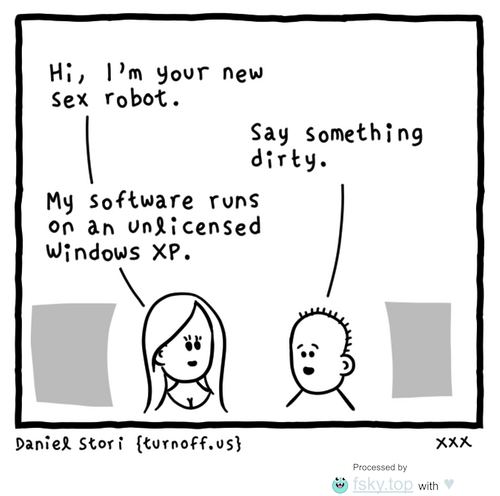 Hi, I'm your new
sex robot.
Say something
dirty.
My software runs
on an unlicensed
Windows XP.
Daniel Stori {turnoff.us}
xxx
Processed by
fsky.top with ♥